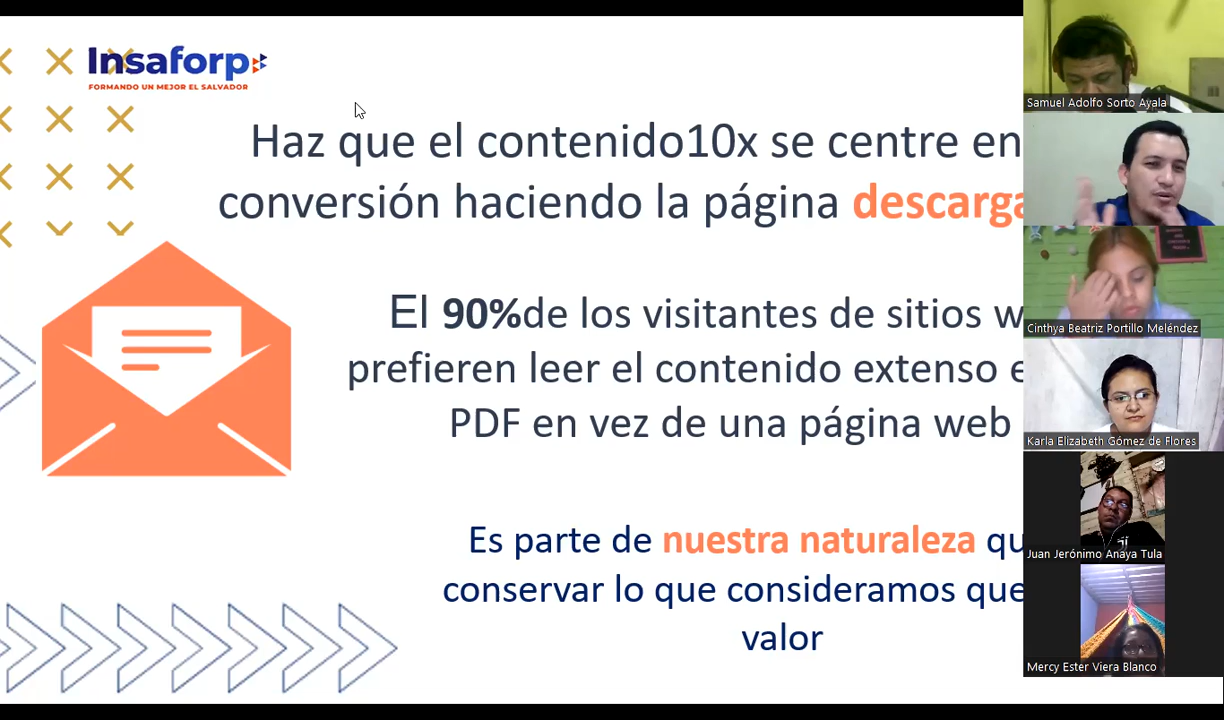 Insaforp
FORMANDO UN MEJOR EL SALVADOR
Haz que el contenido10x se centre en
conversión haciendo la página descarga
El 90%de los visitantes de sitios w
prefieren leer el contenido extenso e
PDF en vez de una página web
Es parte de nuestra naturaleza qu
conservar lo que consideramos que
valor
Samuel Adolfo Sorto Ayala
Cinthya Beatriz Portillo Meléndez
Karla Elizabeth Gómez de Flores
Juan Jerónimo Anaya Tula
Mercy Ester Viera Blanco